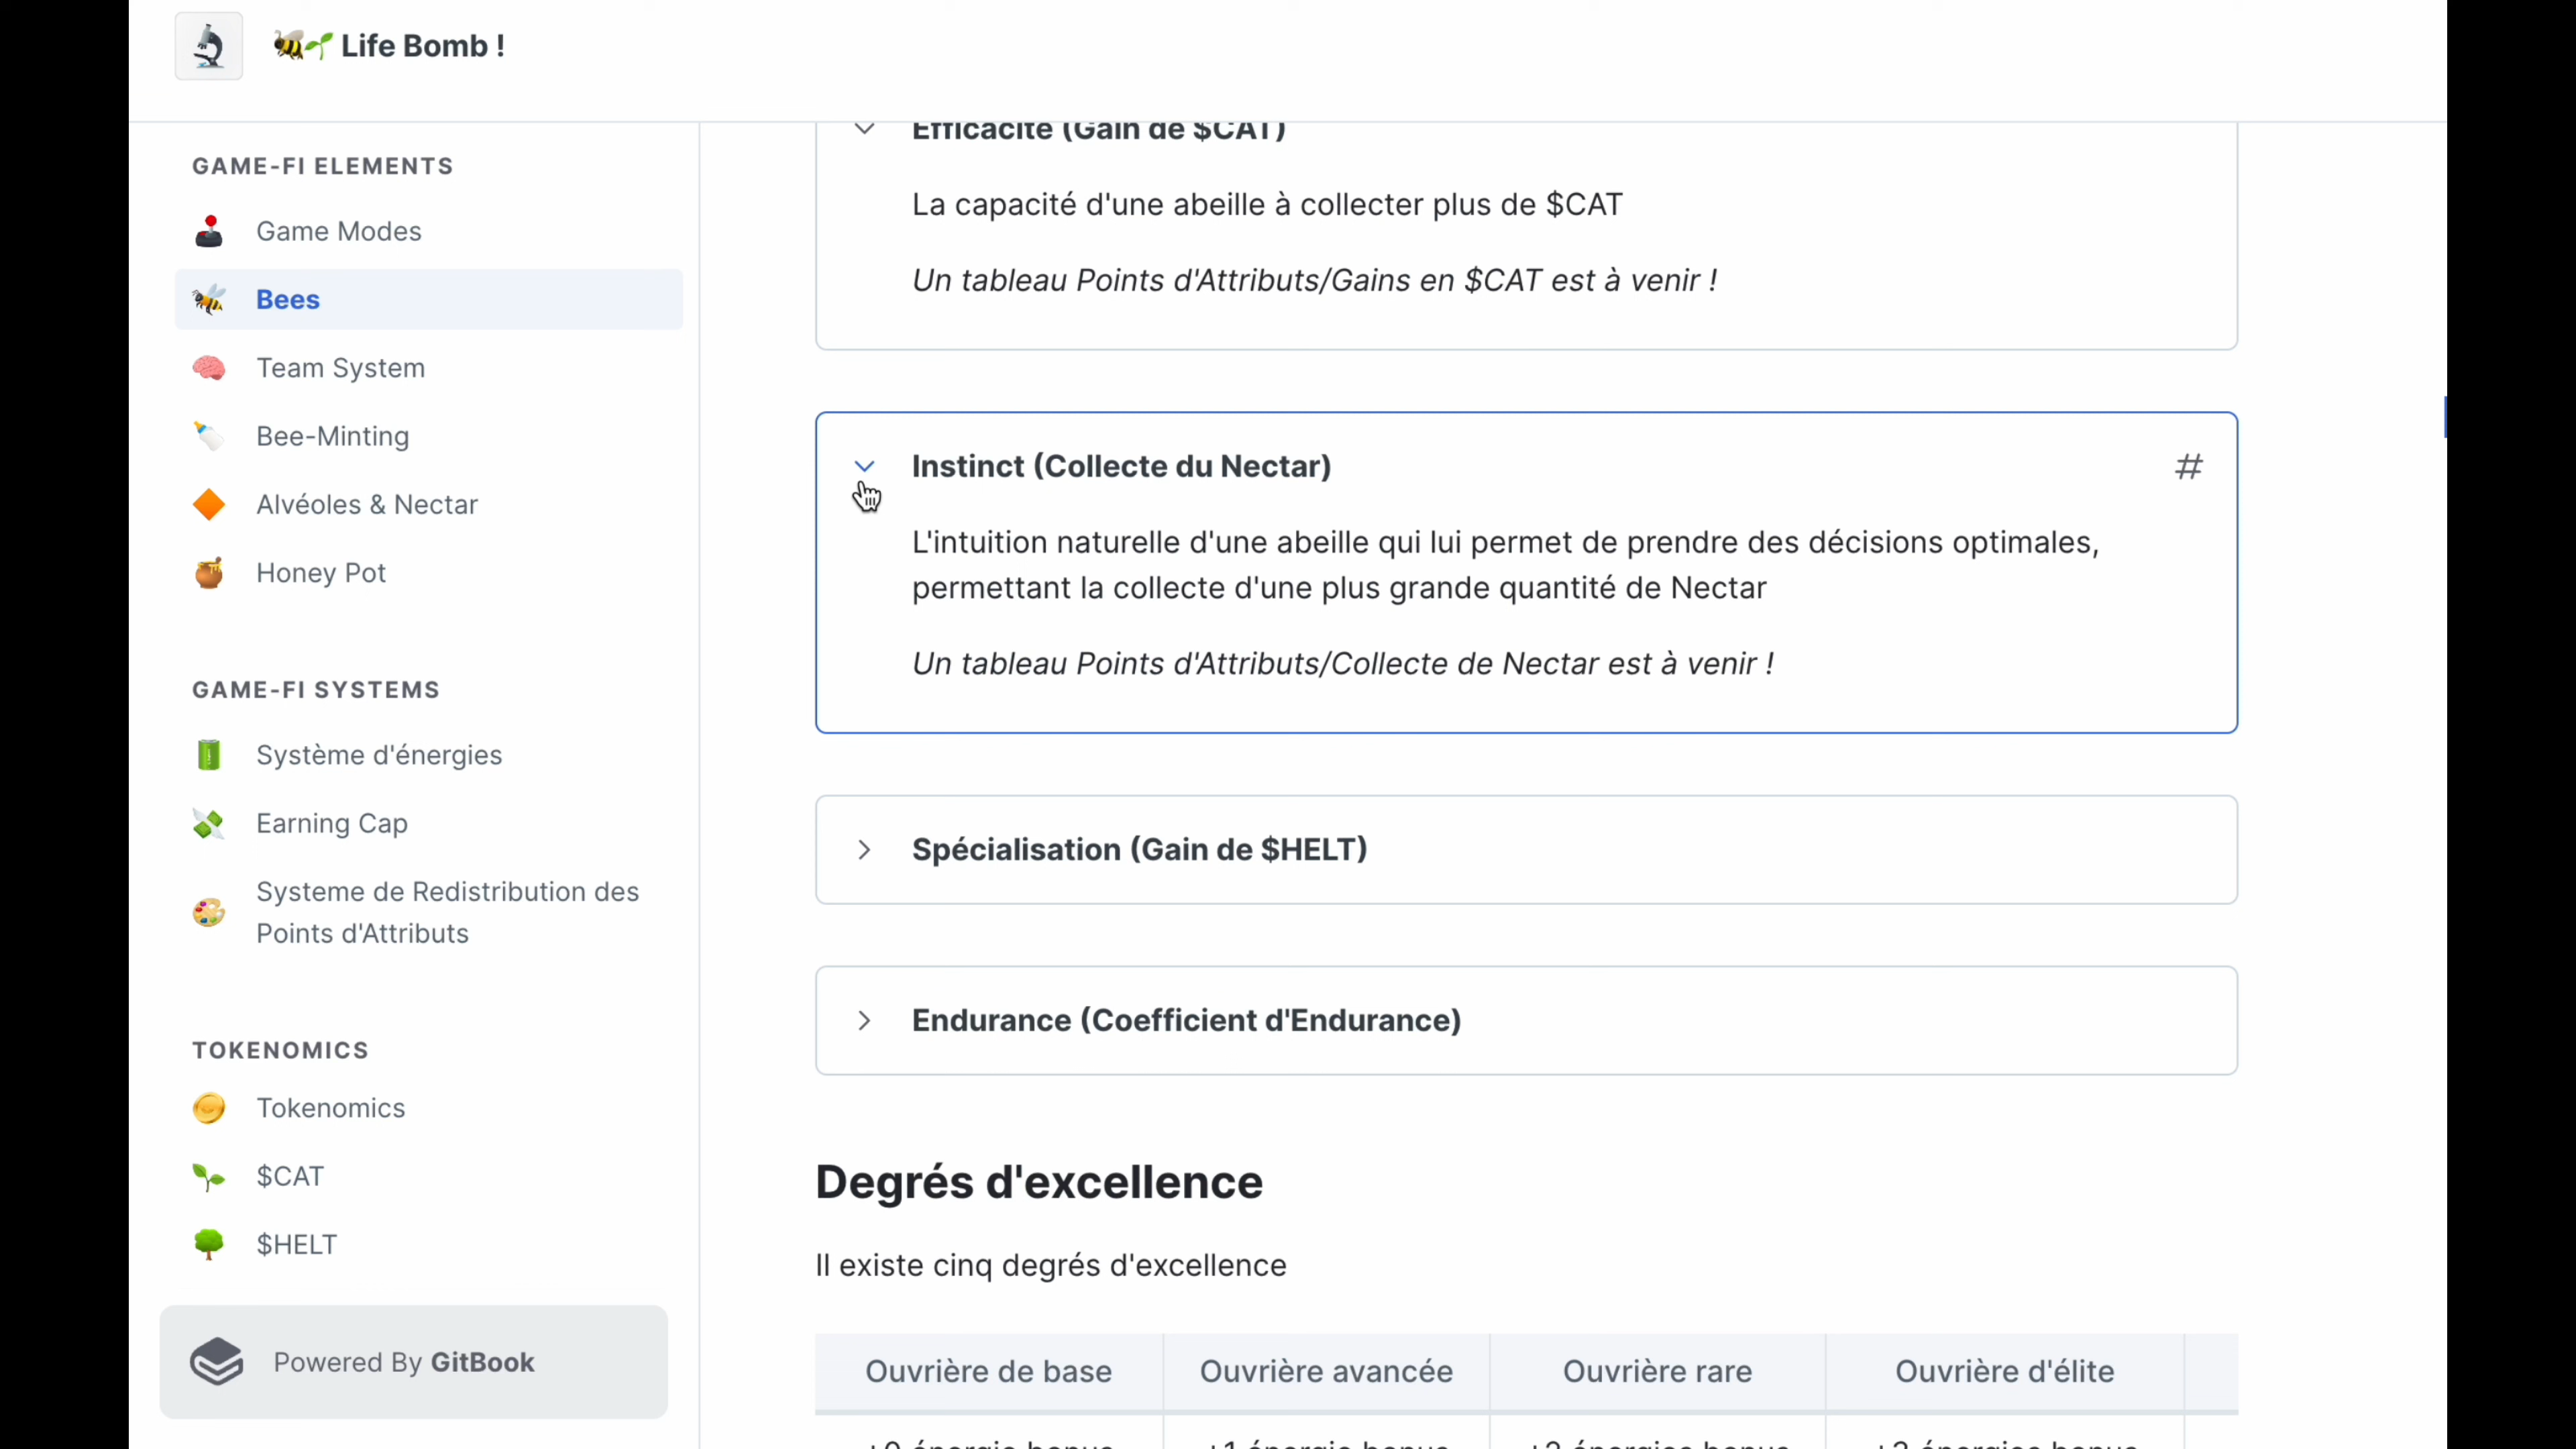 Life Bomb !
GAME-FI ELEMENTS
Game Modes
Bees
Team System
Bee-Minting
Alvéoles & Nectar
Honey Pot
GAME-FI SYSTEMS
Système d'énergies
Earning Cap
Systeme de Redistribution des
Points d'Attributs
TOKENOMICS
Tokenomics
$CAT
$HELT
Powered By GitBook
Efficacité (Gain de $CAT)
La capacité d'une abeille à collecter plus de $CAT
Un tableau Points d'Attributs/Gains en $CAT est à venir !
Instinct (Collecte du Nectar)
#
L'intuition naturelle d'une abeille qui lui permet de prendre des décisions optimales,
permettant la collecte d'une plus grande quantité de Nectar
Un tableau Points d'Attributs/Collecte de Nectar est à venir !
Spécialisation (Gain de $HELT)
Endurance (Coefficient d'Endurance)
Degrés d'excellence
Il existe cinq degrés d'excellence
Ouvrière de base Ouvrière avancée Ouvrière rare Ouvrière d'élite